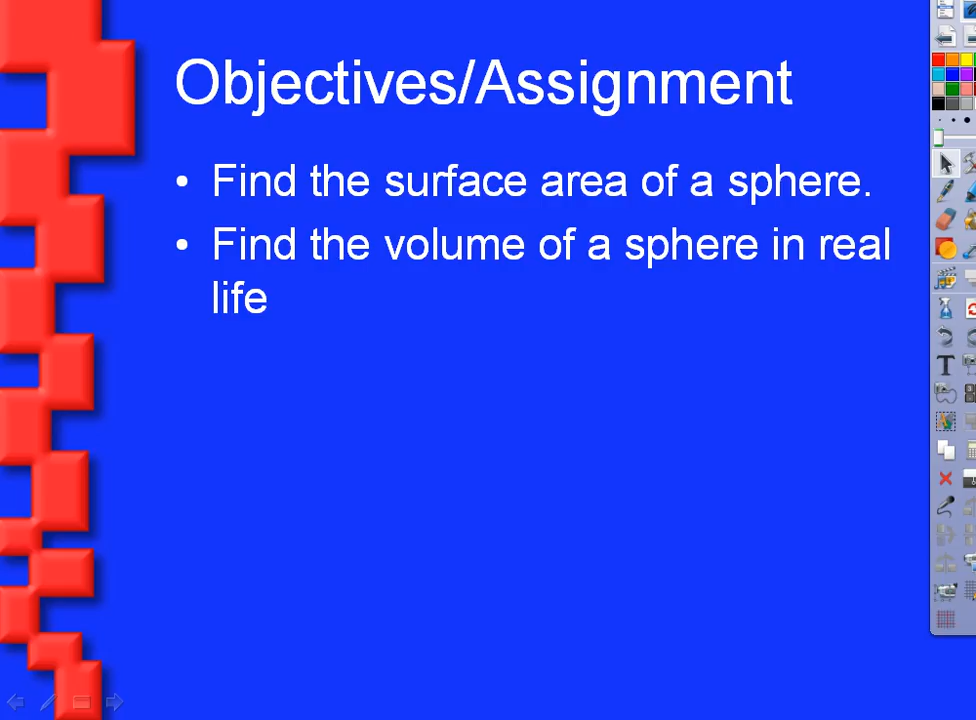 Objectives/Assignment
• Find the surface area of a sphere.
• Find the volume of a sphere in real
life
T